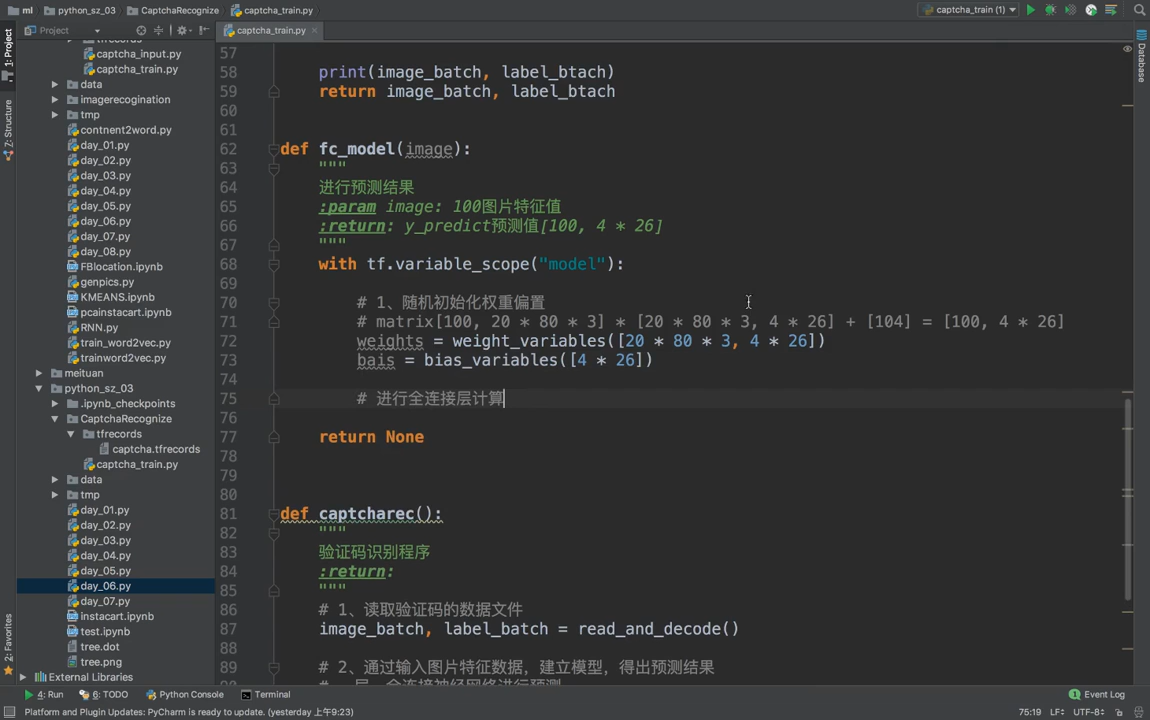 ml python_sz_03 CaptchaRecognize captcha_train.py captcha_train (1)
Project captcha_train.py
1: Project
7: Structure
2: Favorites
Database
captcha_input.py
captcha_train.py
data
imagerecogination
tmp
contnent2word.py
day_01.py
day_02.py
day_03.py
day_04.py
day_05.py
day_06.py
day_07.py
day_08.py
FBlocation.ipynb
genpics.py
KMEANS.ipynb
pcainstacart.ipynb
RNN.py
train_word2vec.py
trainword2vec.py
meituan
python_sz_03
.ipynb_checkpoints
CaptchaRecognize
tfrecords
captcha.tfrecords
captcha_train.py
data
tmp
day_01.py
day_02.py
day_03.py
day_04.py
day_05.py
day_06.py
day_07.py
instacart.ipynb
test.ipynb
tree.dot
tree.png
External Libraries
57
58 print(image_batch, label_btach)
59 return image_batch, label_btach
60
61
62 def fc_model(image):
63 """
64 进行预测结果
65 :param image: 100图片特征值
66 :return: y_predict预测值[100, 4 * 26]
67 """
68 with tf.variable_scope("model"):
69
70 # 1、随机初始化权重偏置
71 # matrix[100, 20 * 80 * 3] * [20 * 80 * 3, 4 * 26] + [104] = [100, 4 * 26]
72 weights = weight_variables([20 * 80 * 3, 4 * 26])
73 bais = bias_variables([4 * 26])
74
75 # 进行全连接层计算
76
77 return None
78
79
80
81 def captcharec():
82 """
83 验证码识别程序
84 :return:
85 """
86 # 1、读取验证码的数据文件
87 image_batch, label_batch = read_and_decode()
88
89 # 2、通过输入图片特征数据，建立模型，得出预测结果
4: Run 6: TODO Python Console Terminal 1 Event Log
Platform and Plugin Updates: PyCharm is ready to update. (yesterday 上午9:23) 75:19 LF÷ UTF-8÷